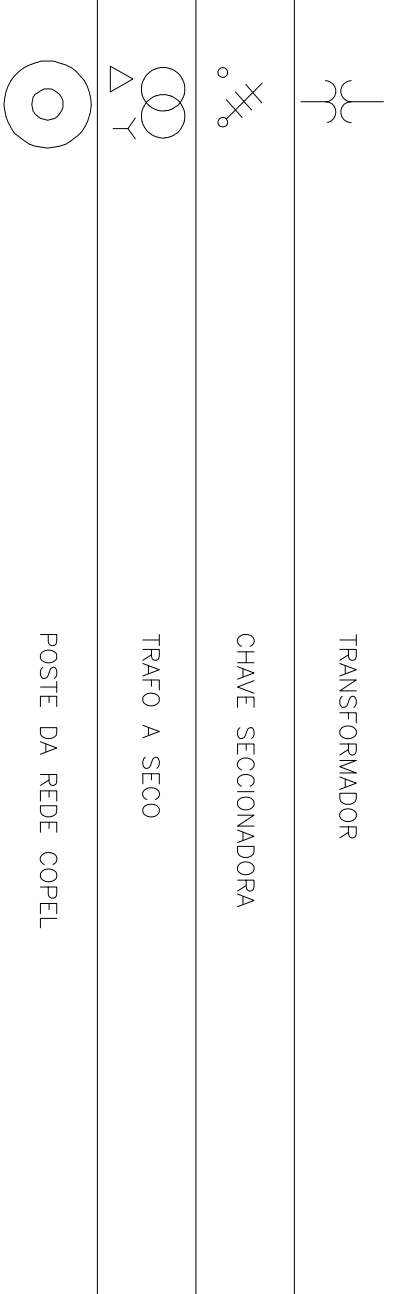 TRANSFORMADOR
CHAVE SECCIONADORA
TRAFO A SECO
POSTE DA REDE COPEL